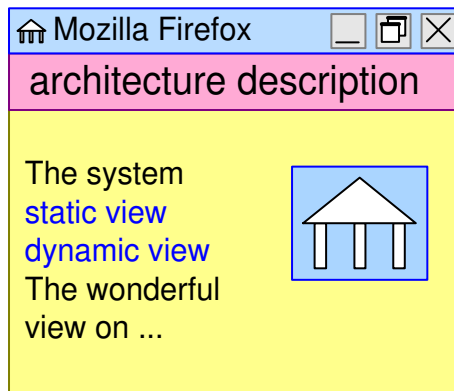 Mozilla Firefox
architecture description
The system
static view
dynamic view
The wonderful
view on ...